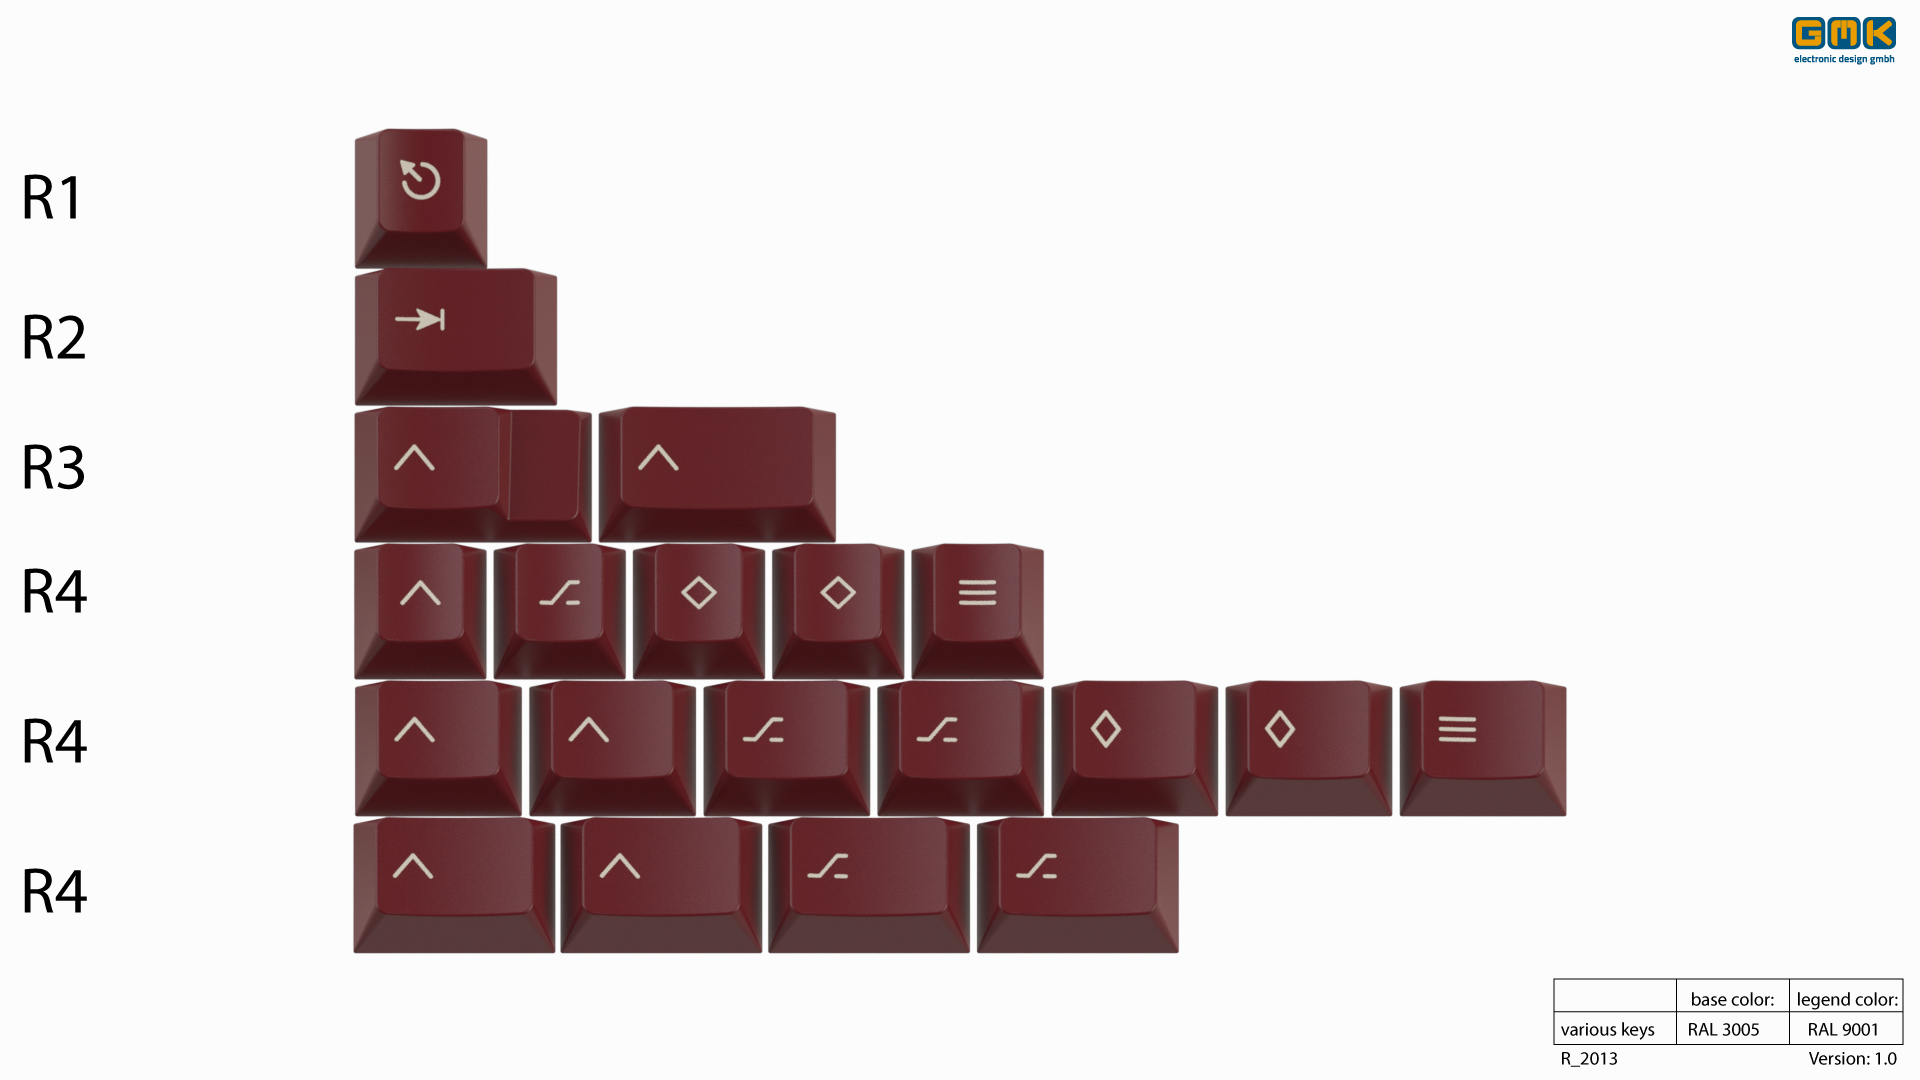 GMK
electronic design gmbh
R1
R2
R3
R4
R4
R4
base color: legend color:
various keys RAL 3005 RAL 9001
R_2013 Version: 1.0